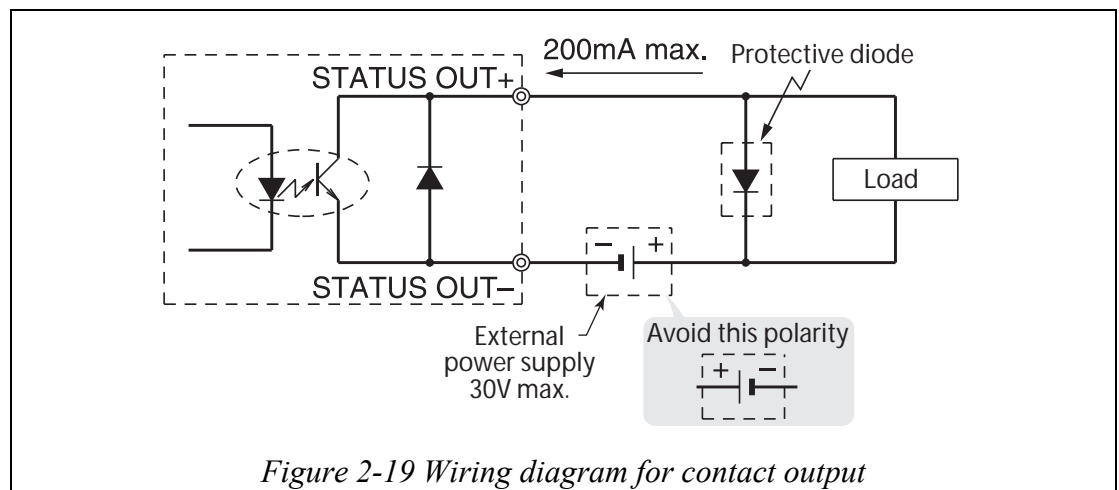 200mA max.
Protective diode
STATUS OUT+
Load
− +
STATUS OUT−
External
power supply
30V max.
Avoid this polarity
+ −
Figure 2-19 Wiring diagram for contact output